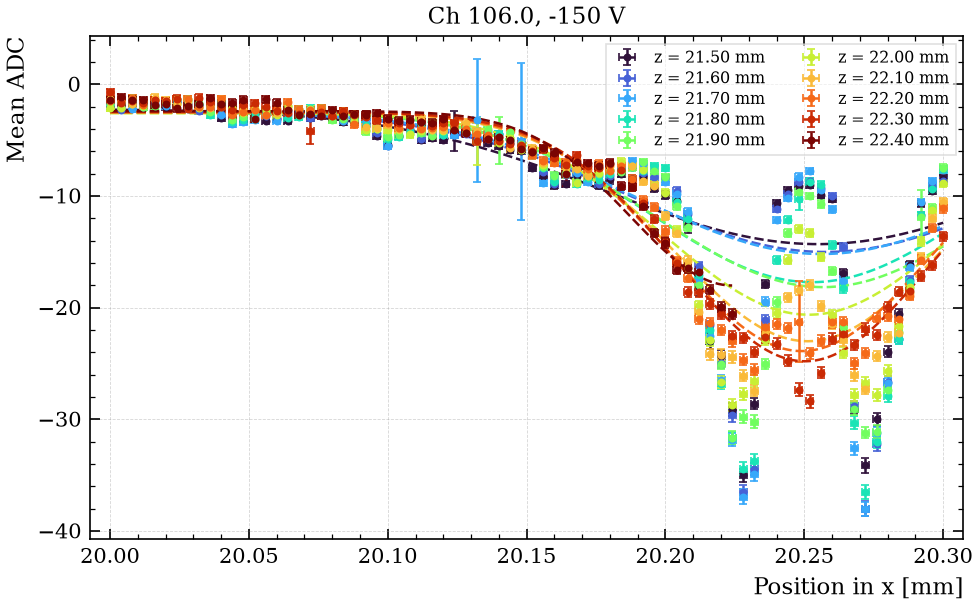 Ch 106.0, -150 V
Mean ADC
z = 21.50 mm
z = 21.60 mm
z = 21.70 mm
z = 21.80 mm
z = 21.90 mm
z = 22.00 mm
z = 22.10 mm
z = 22.20 mm
z = 22.30 mm
z = 22.40 mm
0
−10
−20
−30
−40
20.00 20.05 20.10 20.15 20.20 20.25 20.30
Position in x [mm]